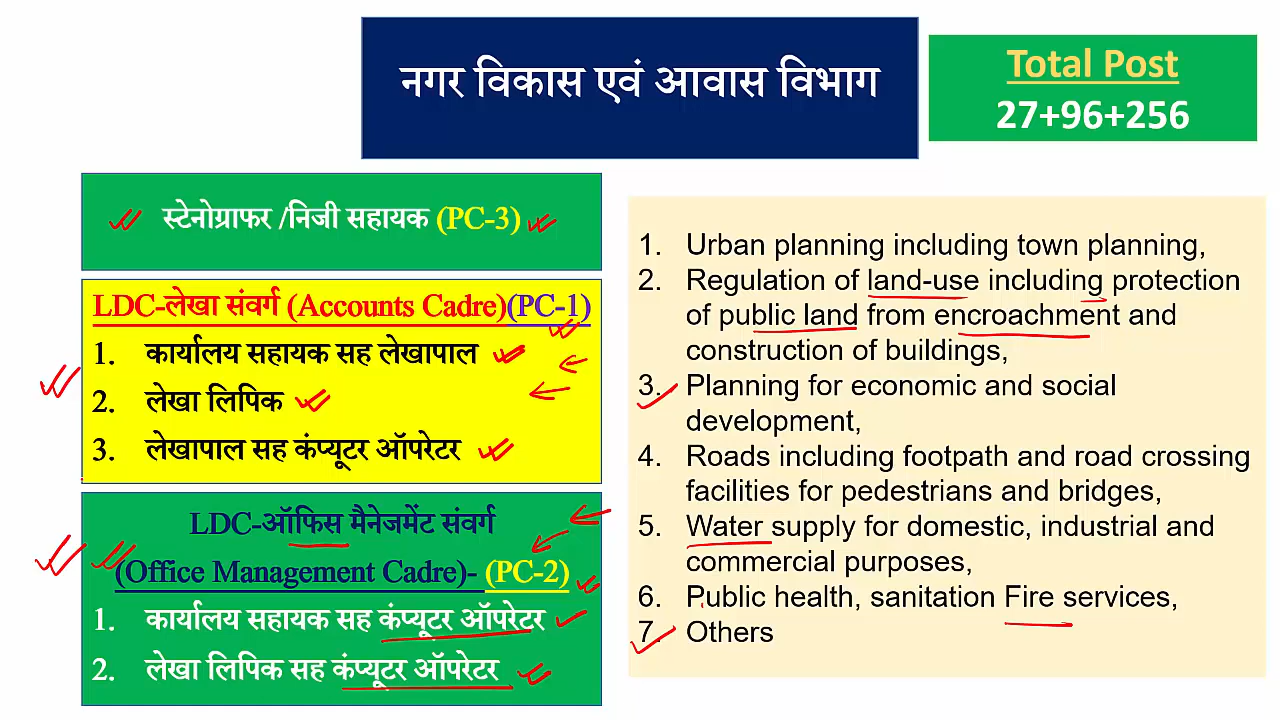 नगर विकास एवं आवास विभाग
Total Post
27+96+256
स्टेनोग्राफर /निजी सहायक (PC-3)
LDC-लेखा संवर्ग (Accounts Cadre)(PC-1)
1. कार्यालय सहायक सह लेखापाल
2. लेखा लिपिक
3. लेखापाल सह कंप्यूटर ऑपरेटर
LDC-ऑफिस मैनेजमेंट संवर्ग
(Office Management Cadre)- (PC-2)
1. कार्यालय सहायक सह कंप्यूटर ऑपरेटर
2. लेखा लिपिक सह कंप्यूटर ऑपरेटर
1. Urban planning including town planning,
2. Regulation of land-use including protection
of public land from encroachment and
construction of buildings,
3. Planning for economic and social
development,
4. Roads including footpath and road crossing
facilities for pedestrians and bridges,
5. Water supply for domestic, industrial and
commercial purposes,
6. Public health, sanitation Fire services,
7. Others